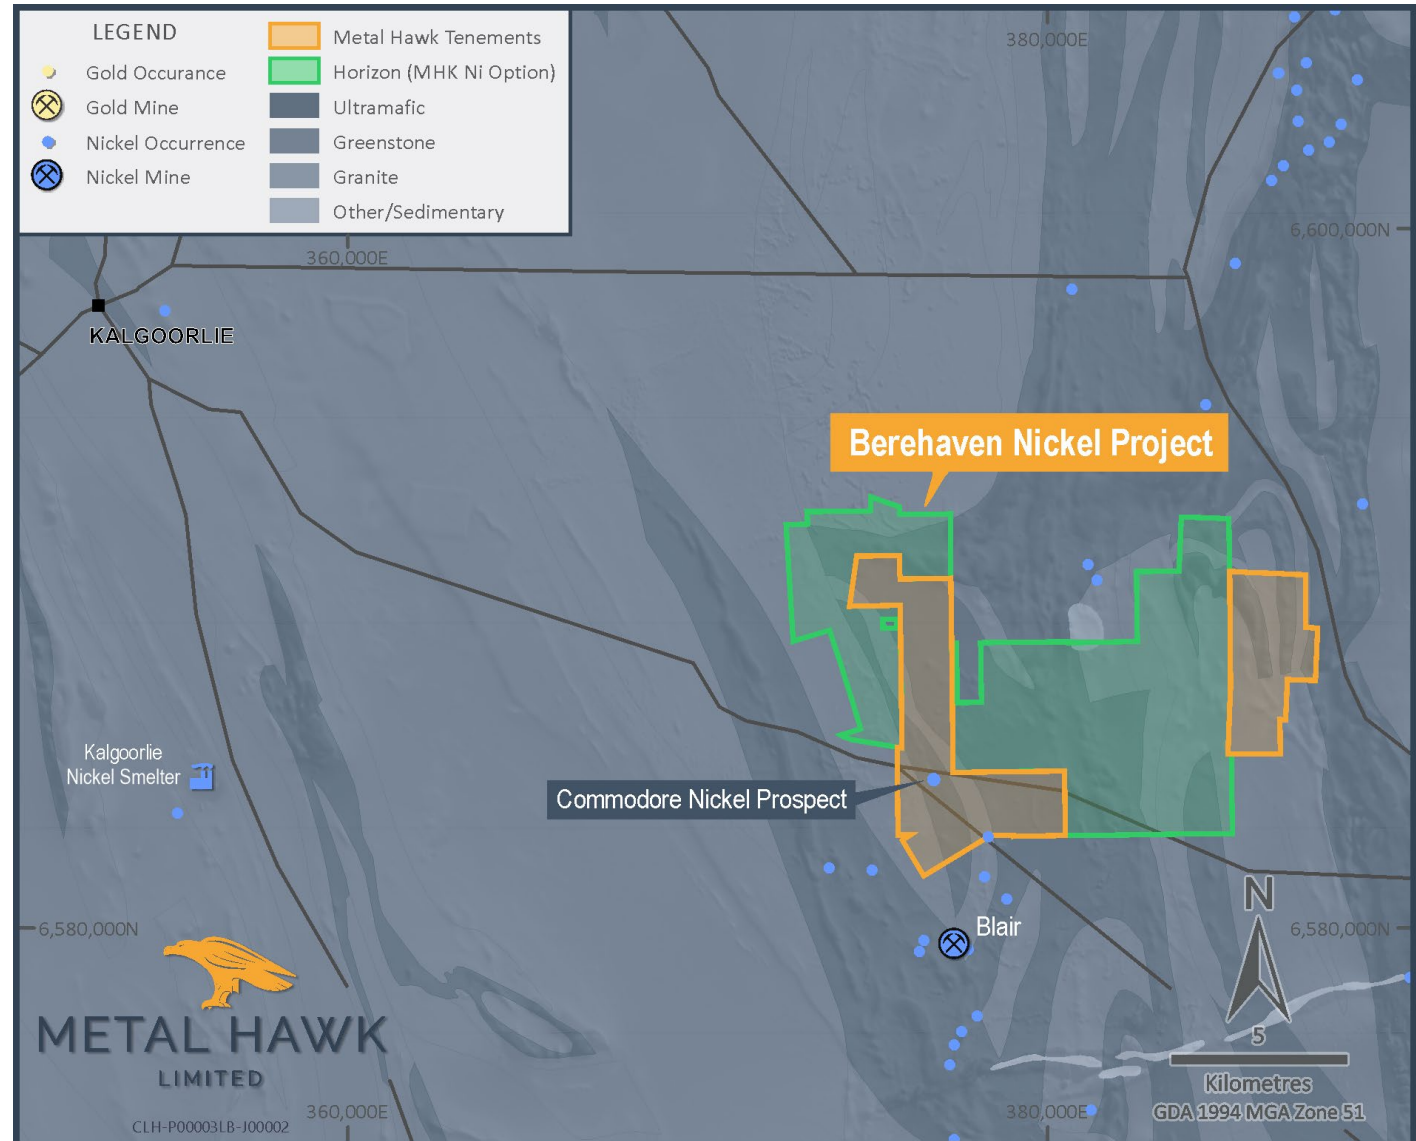 LEGEND
Gold Occurance
Gold Mine
Nickel Occurrence
Nickel Mine
Metal Hawk Tenements
Horizon (MHK Ni Option)
Ultramafic
Greenstone
Granite
Other/Sedimentary
380,000E
6,600,000N
360,000E
KALGOORLIE
Berehaven Nickel Project
Kalgoorlie
Nickel Smelter
Commodore Nickel Prospect
Blair
6,580,000N
6,580,000N
N
5
Kilometres
GDA 1994 MGA Zone 51
METAL HAWK
LIMITED
CLH-P00003LB-J00002
360,000E
380,000E